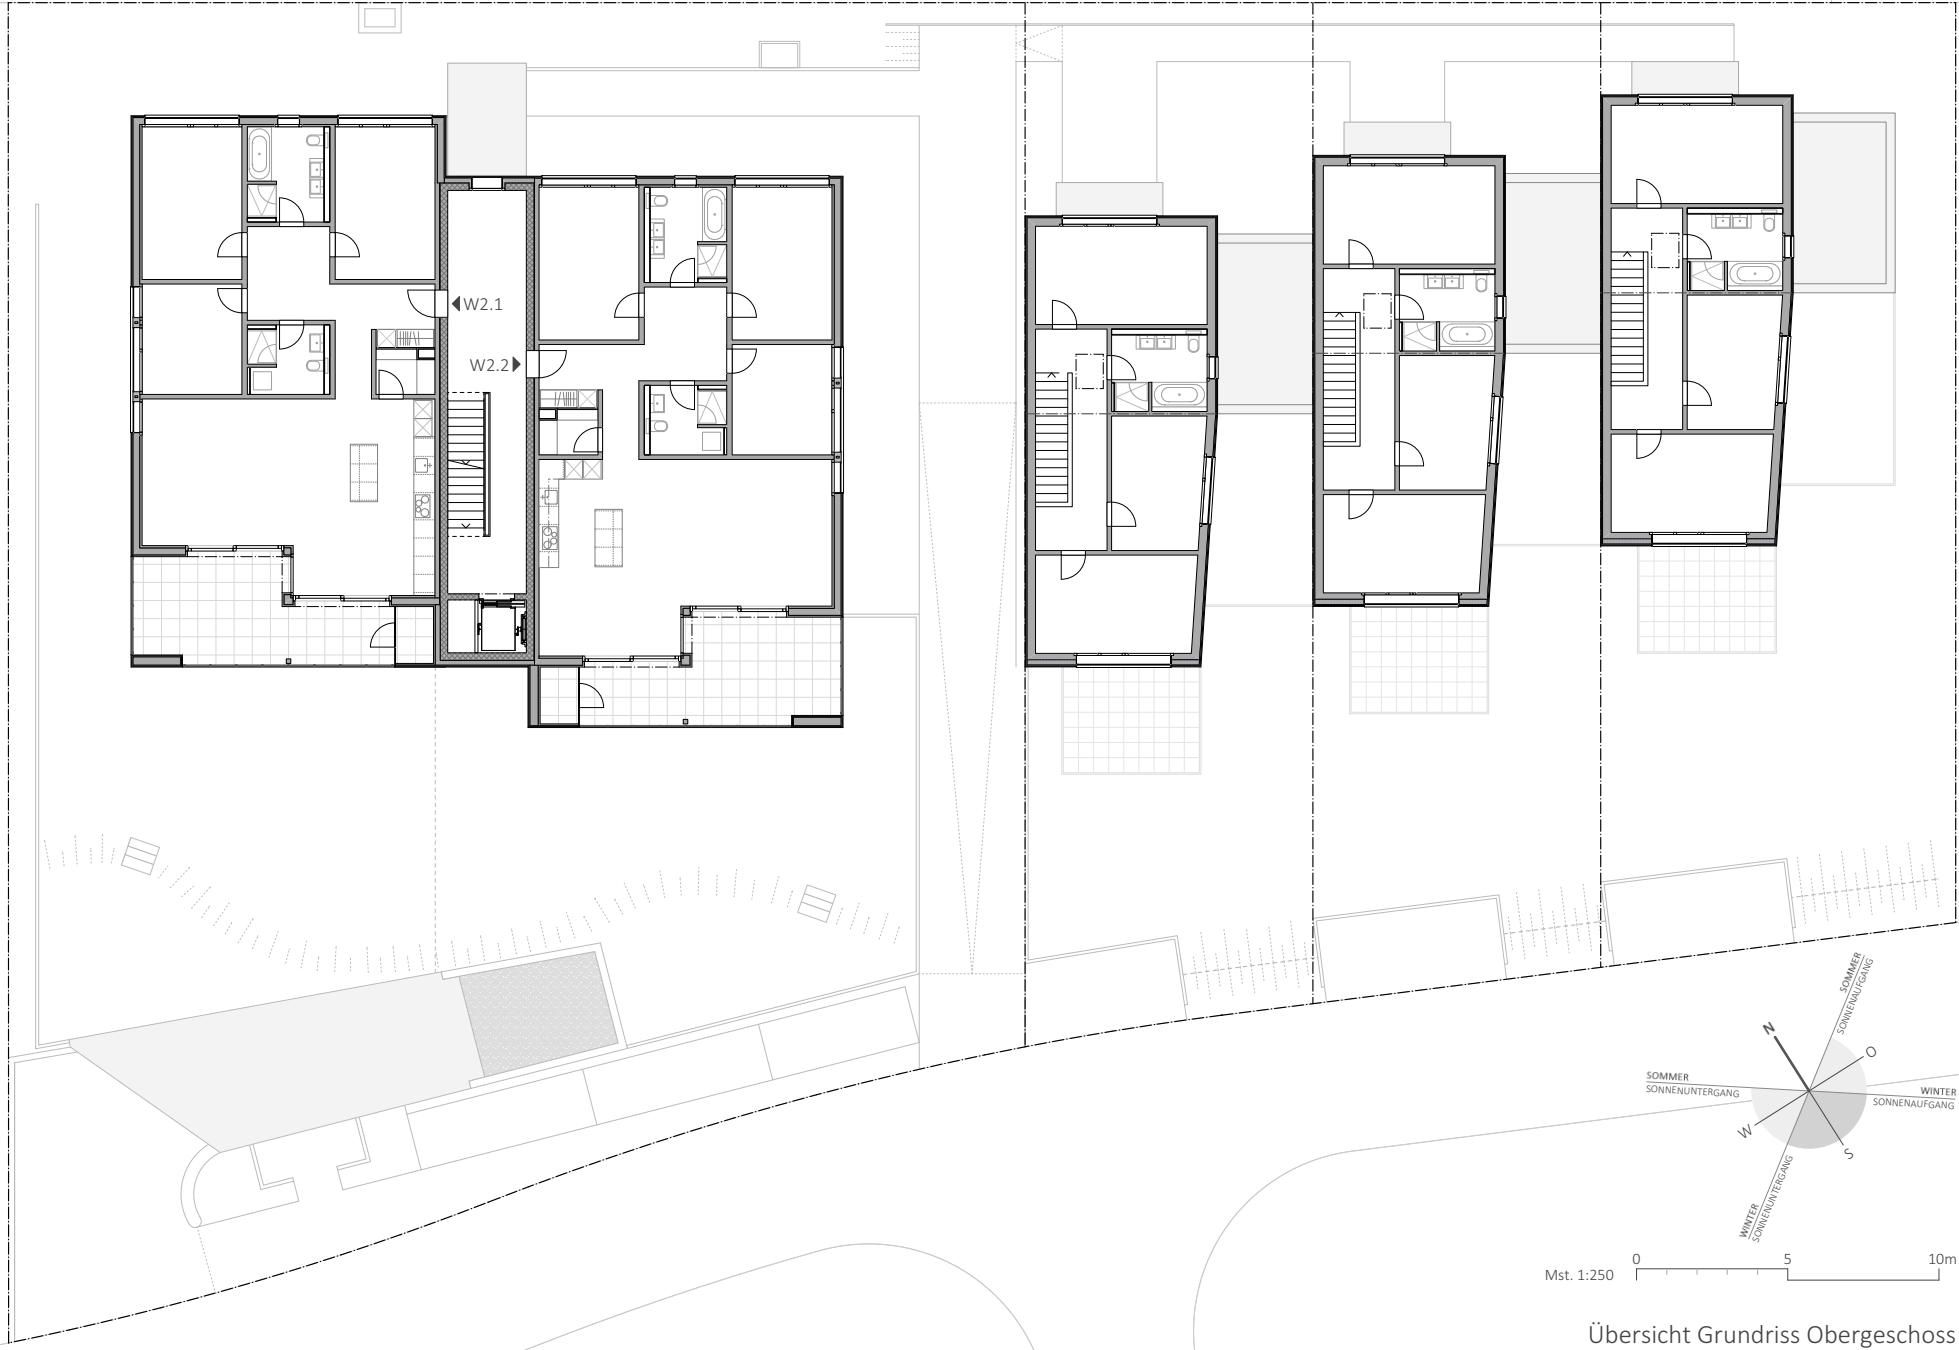 W2.1
W2.2
SOMMER
SONNENAUFGANG
N
O
SOMMER
SONNENUNTERGANG
WINTER
SONNENAUFGANG
W
S
WINTER
SONNENUNTERGANG
Mst. 1:250
0 5 10m
Übersicht Grundriss Obergeschoss